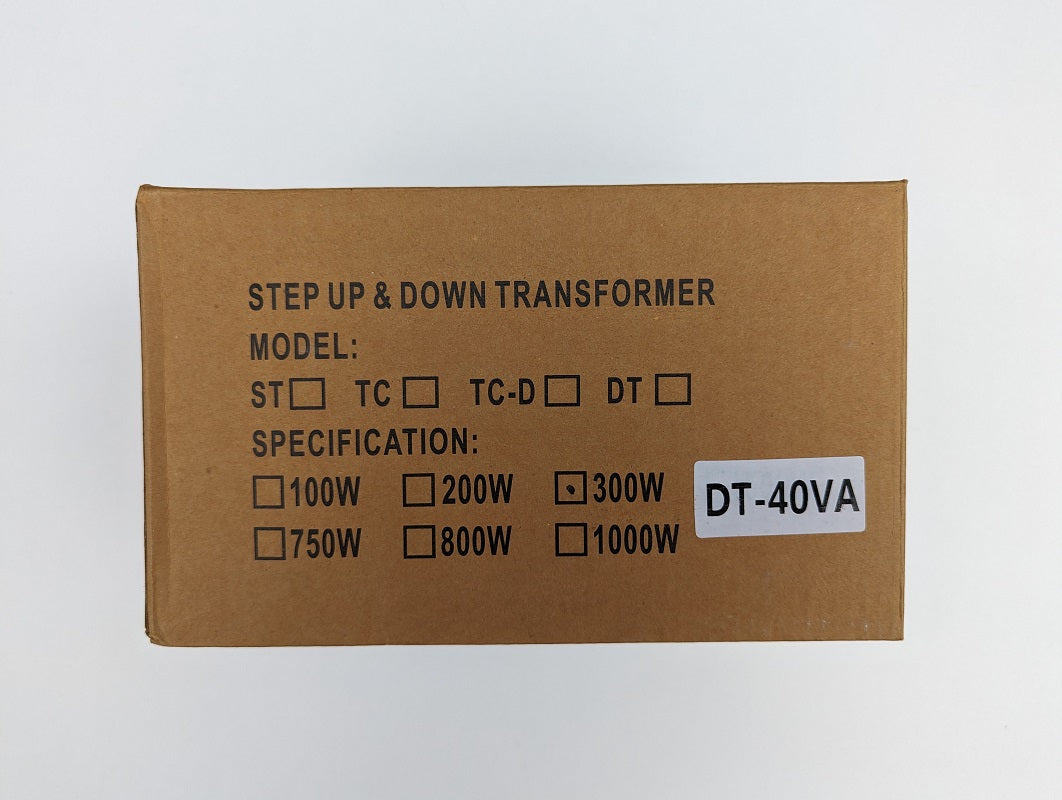 STEP UP & DOWN TRANSFORMER
MODEL:
ST TC TC-D DT
SPECIFICATION:
100W 200W 300W
DT-40VA
750W 800W 1000W